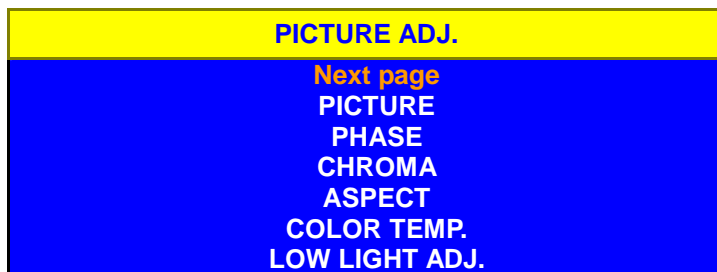 PICTURE ADJ.
Next page
PICTURE
PHASE
CHROMA
ASPECT
COLOR TEMP.
LOW LIGHT ADJ.